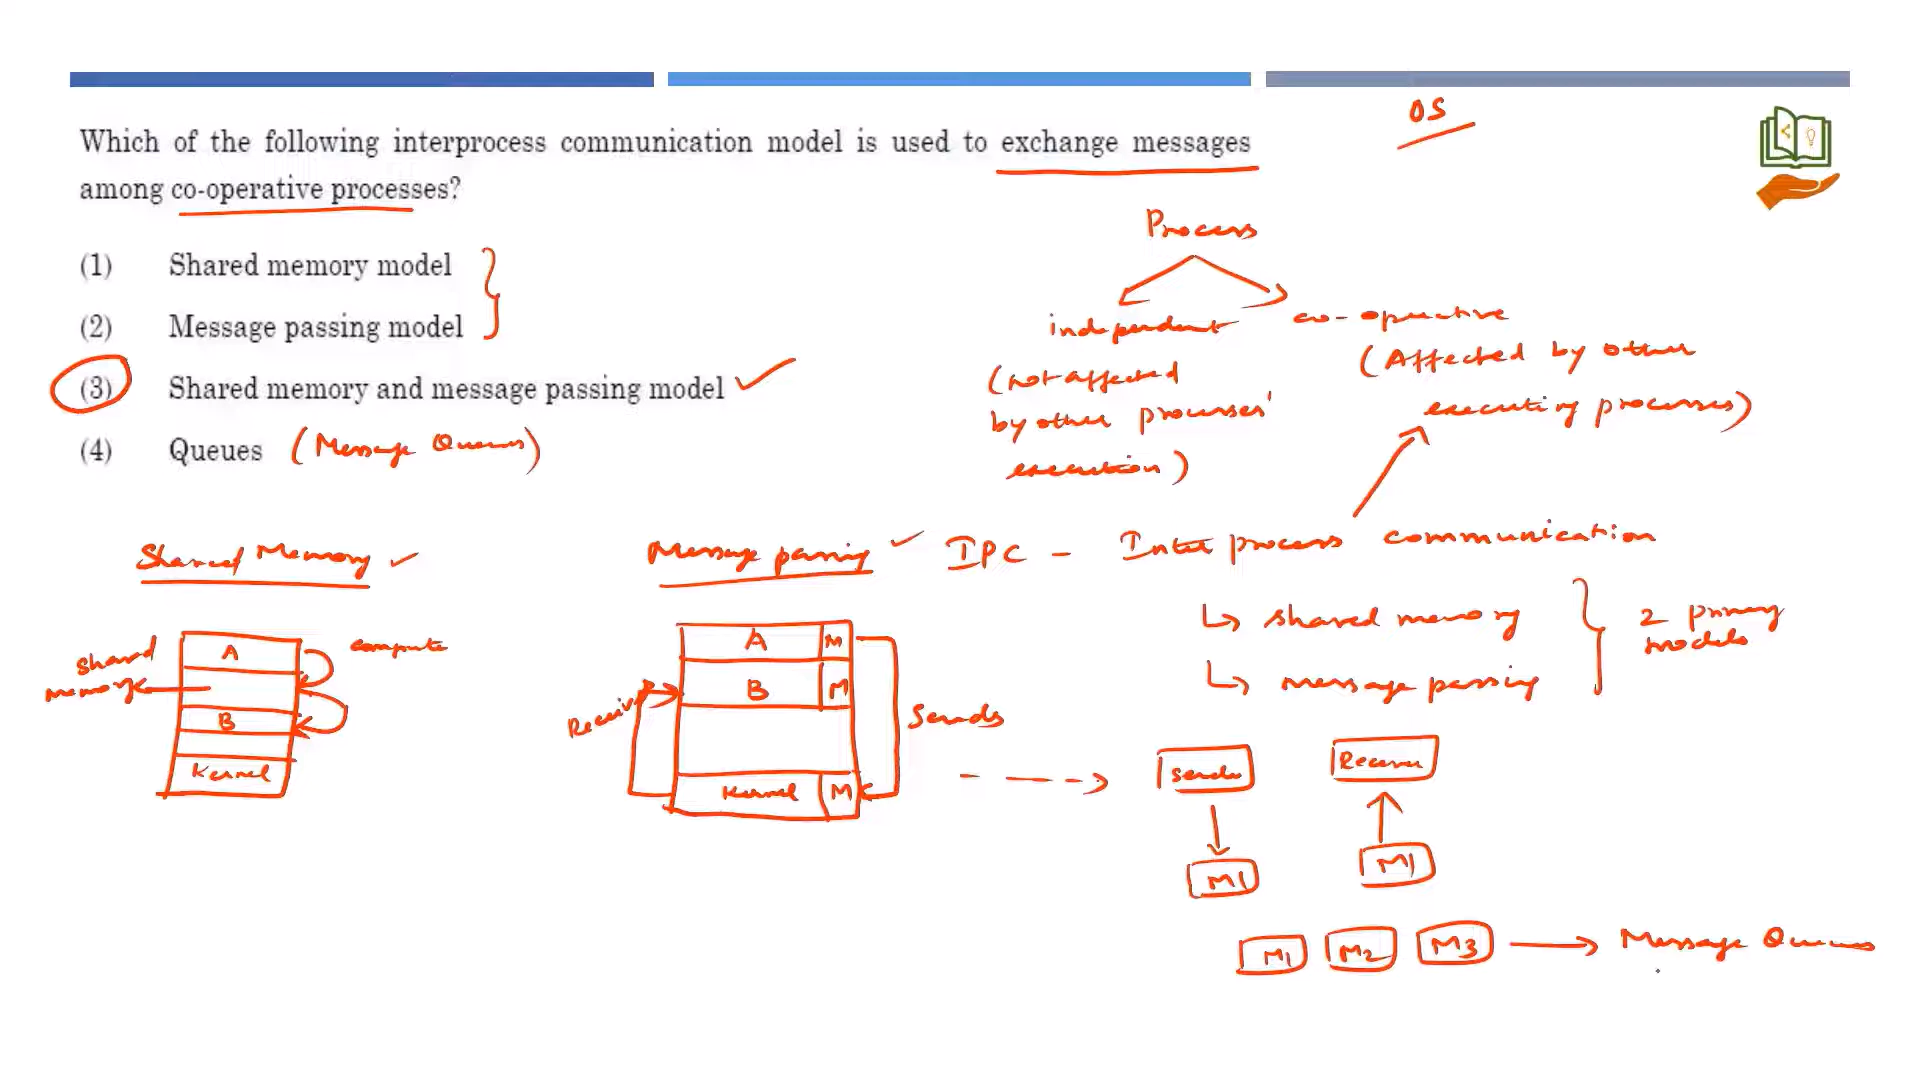 OS
Which of the following interprocess communication model is used to exchange messages
among co-operative processes?
(1) Shared memory model
(2) Message passing model
(3) Shared memory and message passing model
(4) Queues (Message Queues)
Process
independent
(not affected
by other processes'
execution)
co-operative
(Affected by other
executing processes)
IPC - Inter process communication
shared memory
message passing
2 primary
models
Shared Memory
Shared
memory
A
B
Kernel
compute
Message passing
A M
B M
Kernel M
Receive
Sends
Sender
Receiver
M1
M1
M1 M2 M3
Message Queues